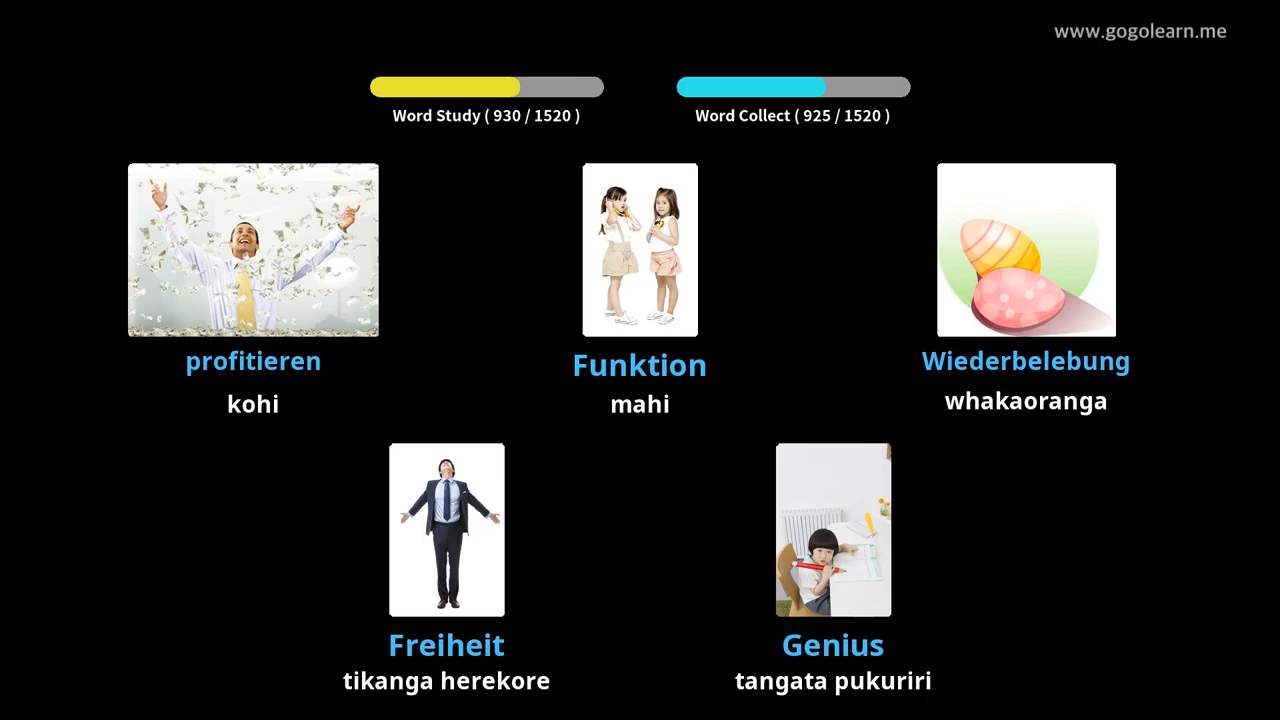 www.gogolearn.me
Word Study ( 930 / 1520 )
Word Collect ( 925 / 1520 )
profitieren
kohi
Funktion
mahi
Wiederbelebung
whakaoranga
Freiheit
tikanga herekore
Genius
tangata pukuriri